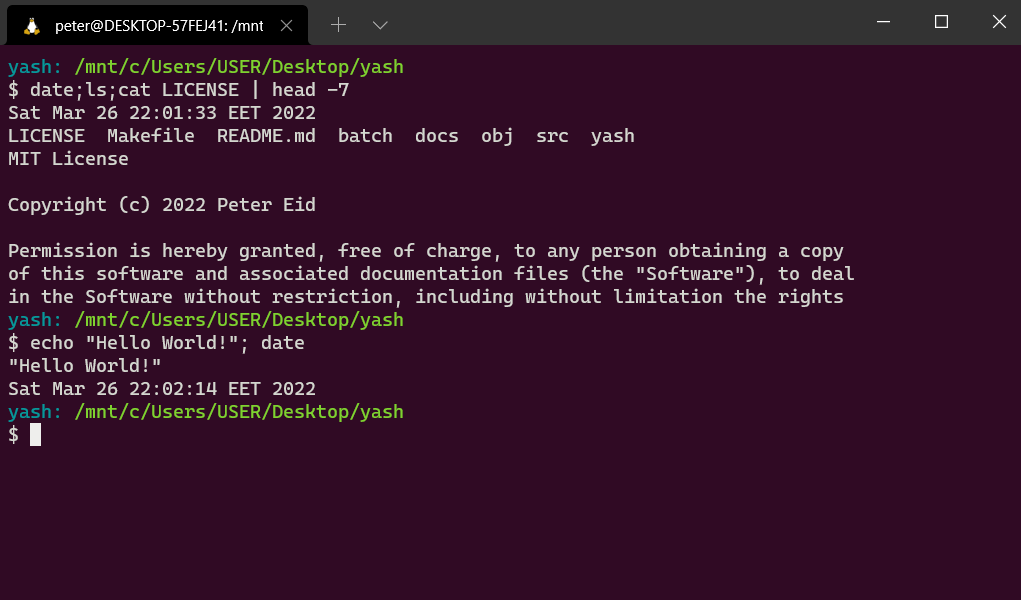 peter@DESKTOP-57FEJ41: /mnt
yash: /mnt/c/Users/USER/Desktop/yash
$ date;ls;cat LICENSE | head -7
Sat Mar 26 22:01:33 EET 2022
LICENSE  Makefile  README.md  batch  docs  obj  src  yash
MIT License

Copyright (c) 2022 Peter Eid

Permission is hereby granted, free of charge, to any person obtaining a copy
of this software and associated documentation files (the "Software"), to deal
in the Software without restriction, including without limitation the rights
yash: /mnt/c/Users/USER/Desktop/yash
$ echo "Hello World!"; date
"Hello World!"
Sat Mar 26 22:02:14 EET 2022
yash: /mnt/c/Users/USER/Desktop/yash
$